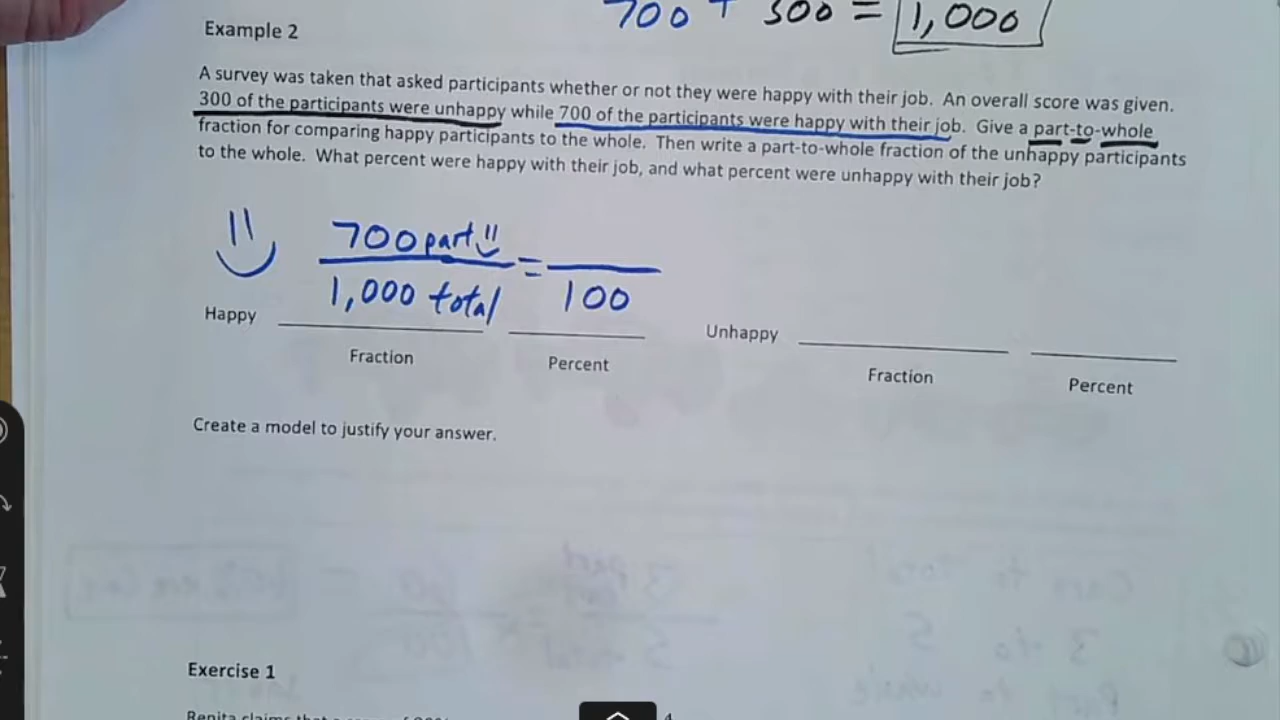 700 + 300 = 1,000
Example 2
A survey was taken that asked participants whether or not they were happy with their job. An overall score was given.
300 of the participants were unhappy while 700 of the participants were happy with their job. Give a part-to-whole
fraction for comparing happy participants to the whole. Then write a part-to-whole fraction of the unhappy participants
to the whole. What percent were happy with their job, and what percent were unhappy with their job?
700 part
=
1,000 total 100
Happy Unhappy
Fraction Percent Fraction Percent
Create a model to justify your answer.
Exercise 1